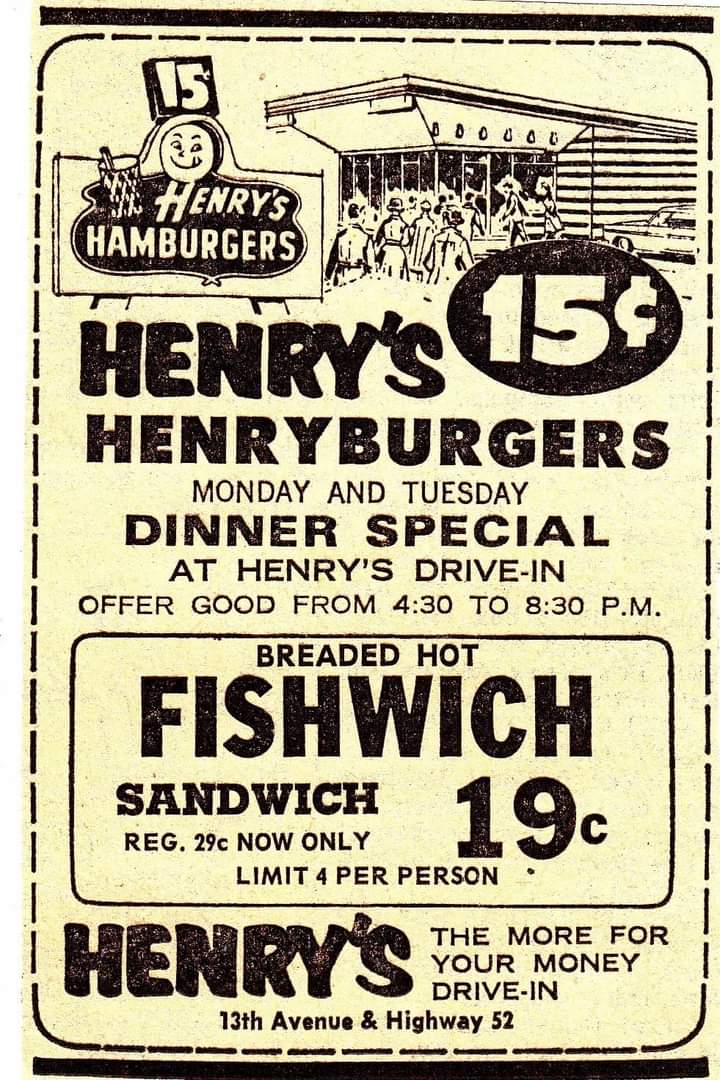 15¢
HENRY'S
HAMBURGERS
HENRY'S 15¢
HENRYBURGERS
MONDAY AND TUESDAY
DINNER SPECIAL
AT HENRY'S DRIVE-IN
OFFER GOOD FROM 4:30 TO 8:30 P.M.
BREADED HOT
FISHWICH
SANDWICH 19c
REG. 29c NOW ONLY
LIMIT 4 PER PERSON
HENRY'S
THE MORE FOR
YOUR MONEY
DRIVE-IN
13th Avenue & Highway 52